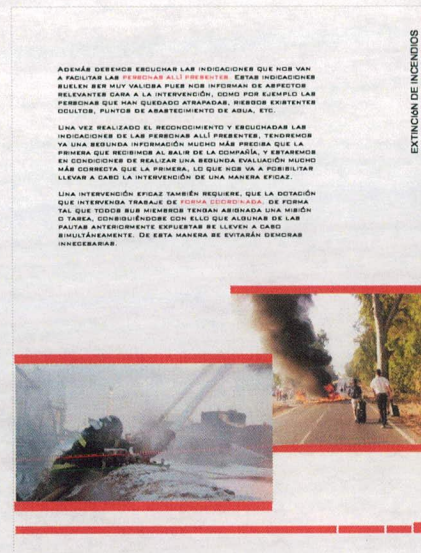 ADEMÁS DEBEMOS ESCUCHAR LAS INDICACIONES QUE NOS VAN
A FACILITAR LAS PERSONAS ALLÍ PRESENTES. ESTAS INDICACIONES
SUELEN SER MUY VALIOSA PUES NOS INFORMAN DE ASPECTOS
RELEVANTES CARA A LA INTERVENCIÓN, COMO POR EJEMPLO LAS
PERSONAS QUE HAN QUEDADO ATRAPADAS, RIESGOS EXISTENTES
OCULTOS, PUNTOS DE ABASTECIMIENTO DE AGUA, ETC.
UNA VEZ REALIZADO EL RECONOCIMIENTO Y ESCUCHADAS LAS
INDICACIONES DE LAS PERSONAS ALLÍ PRESENTES, TENDREMOS
YA UNA SEGUNDA INFORMACIÓN MUCHO MÁS PRECISA QUE LA
PRIMERA QUE RECIBIMOS AL SALIR DE LA COMPAÑÍA, Y ESTAREMOS
EN CONDICIONES DE REALIZAR UNA SEGUNDA EVALUACIÓN MUCHO
MÁS CORRECTA QUE LA PRIMERA, LO QUE NOS VA A POSIBILITAR
LLEVAR A CABO LA INTERVENCIÓN DE UNA MANERA EFICAZ.
UNA INTERVENCIÓN EFICAZ TAMBIÉN REQUIERE, QUE LA DOTACIÓN
QUE INTERVENGA TRABAJE DE FORMA COORDINADA, DE FORMA
TAL QUE TODOS SUS MIEMBROS TENGAN ASIGNADA UNA MISIÓN
O TAREA, CONSIGUIÉNDOSE CON ELLO QUE ALGUNAS DE LAS
PAUTAS ANTERIORMENTE EXPUESTAS SE LLEVEN A CABO
SIMULTÁNEAMENTE. DE ESTA MANERA SE EVITARÁN DEMORAS
INNECESARIAS.
EXTINCIÓN DE INCENDIOS